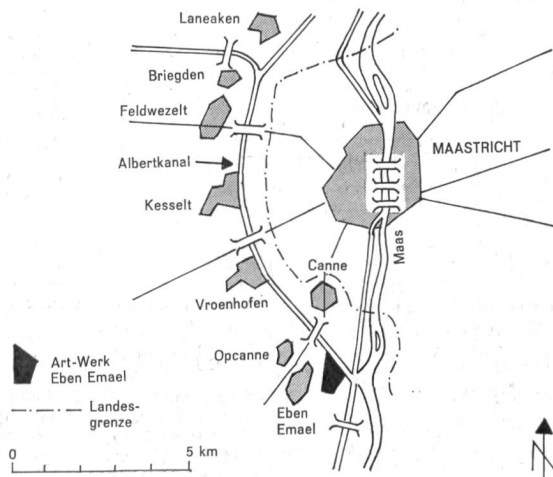 Laneaken
Briegden
Feldwezelt
MAASTRICHT
Albertkanal
Kesselt
Maas
Canne
Vroenhofen
Opcanne
Art-Werk
Eben Emael
Eben
Emael
Landes-
grenze
0
5 km
N